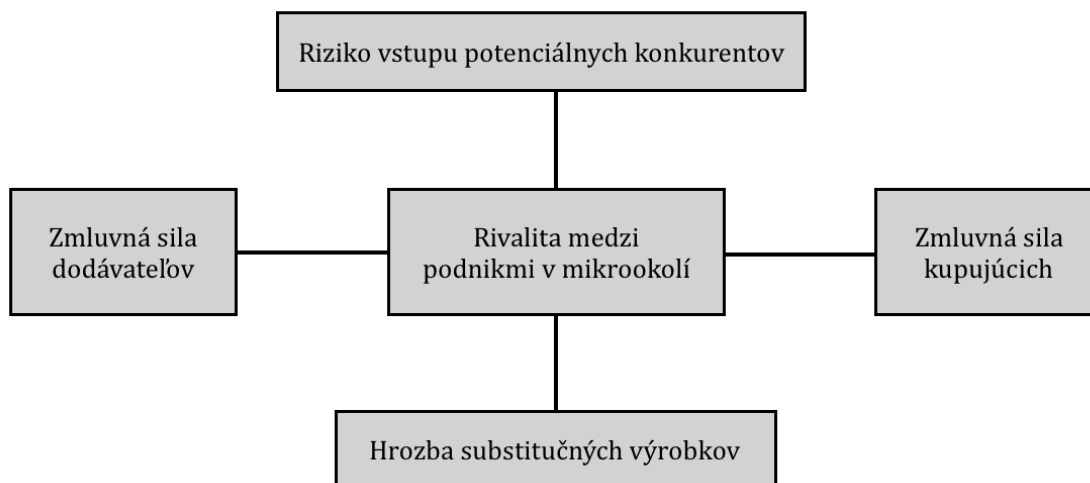 Riziko vstupu potenciálnych konkurentov
Zmluvná sila
dodávateľov
Rivalita medzi
podnikmi v mikrookolí
Zmluvná sila
kupujúcich
Hrozba substitučných výrobkov